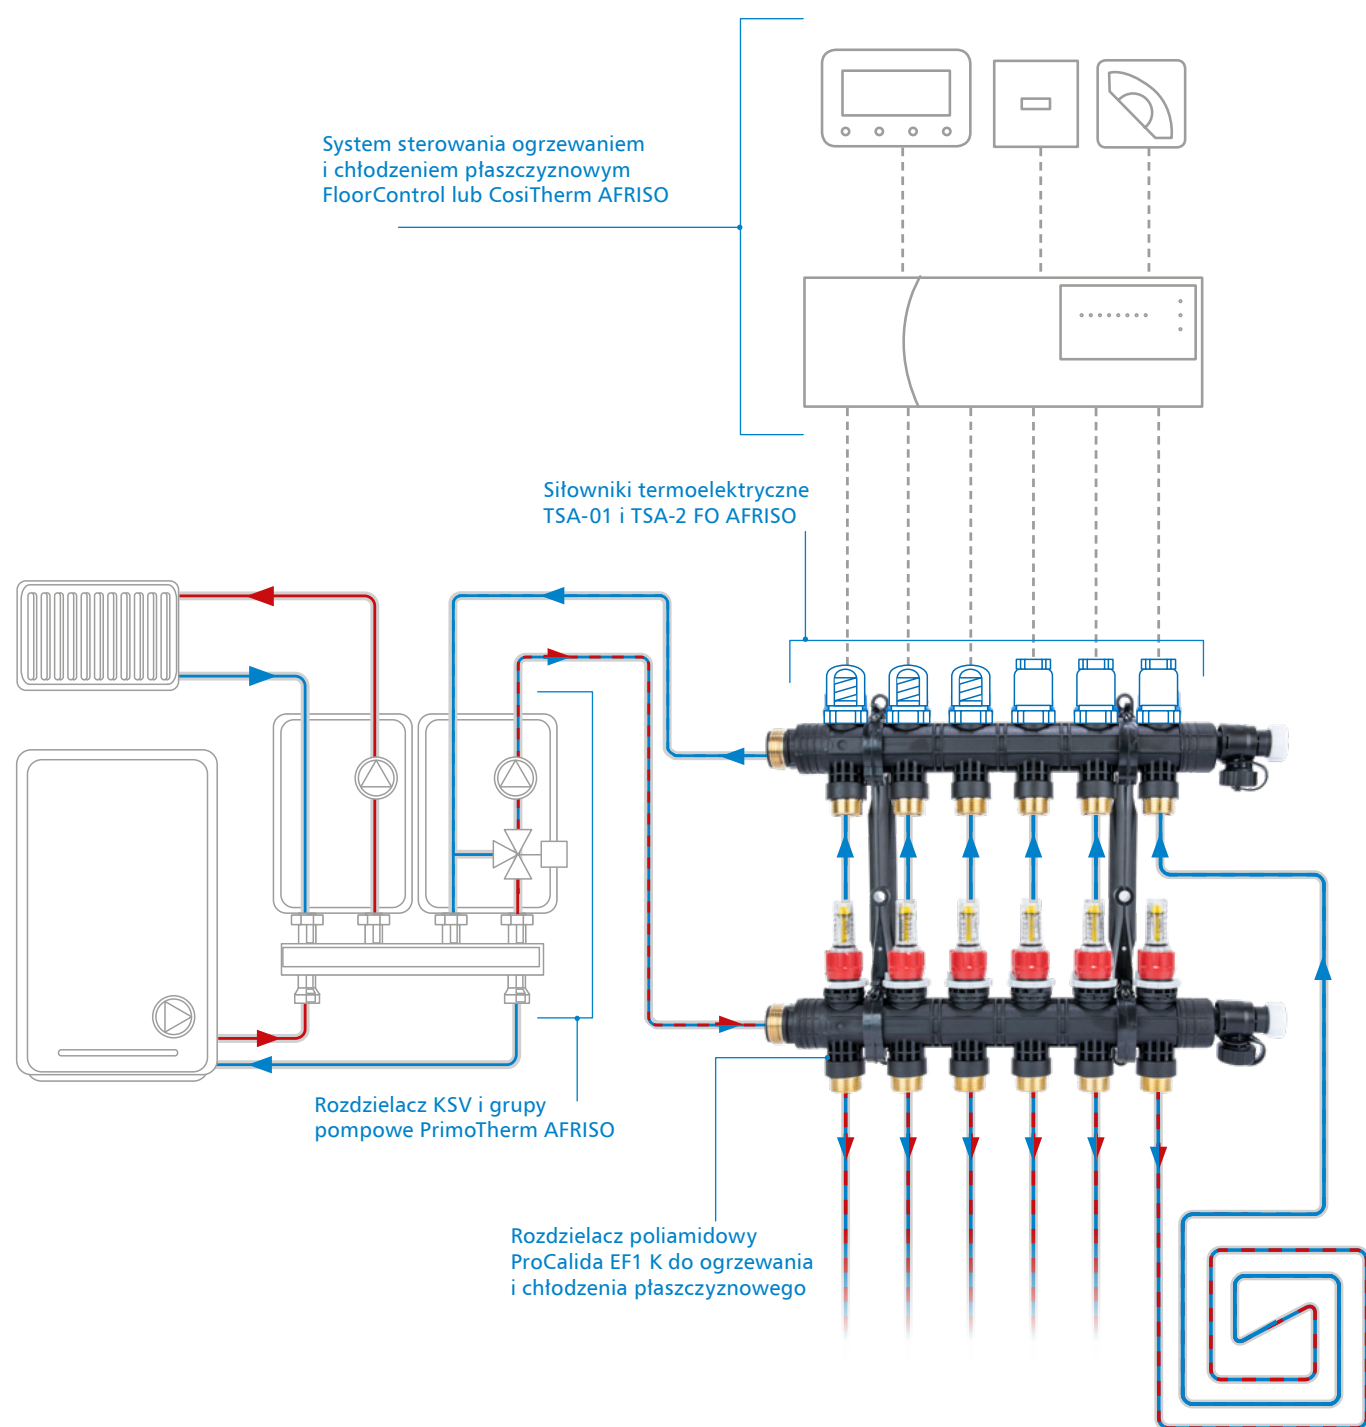 System sterowania ogrzewaniem
i chłodzeniem płaszczyznowym
FloorControl lub CosiTherm AFRISO
Siłowniki termoelektryczne
TSA-01 i TSA-2 FO AFRISO
Rozdzielacz KSV i grupy
pompowe PrimoTherm AFRISO
Rozdzielacz poliamidowy
ProCalida EF1 K do ogrzewania
i chłodzenia płaszczyznowego